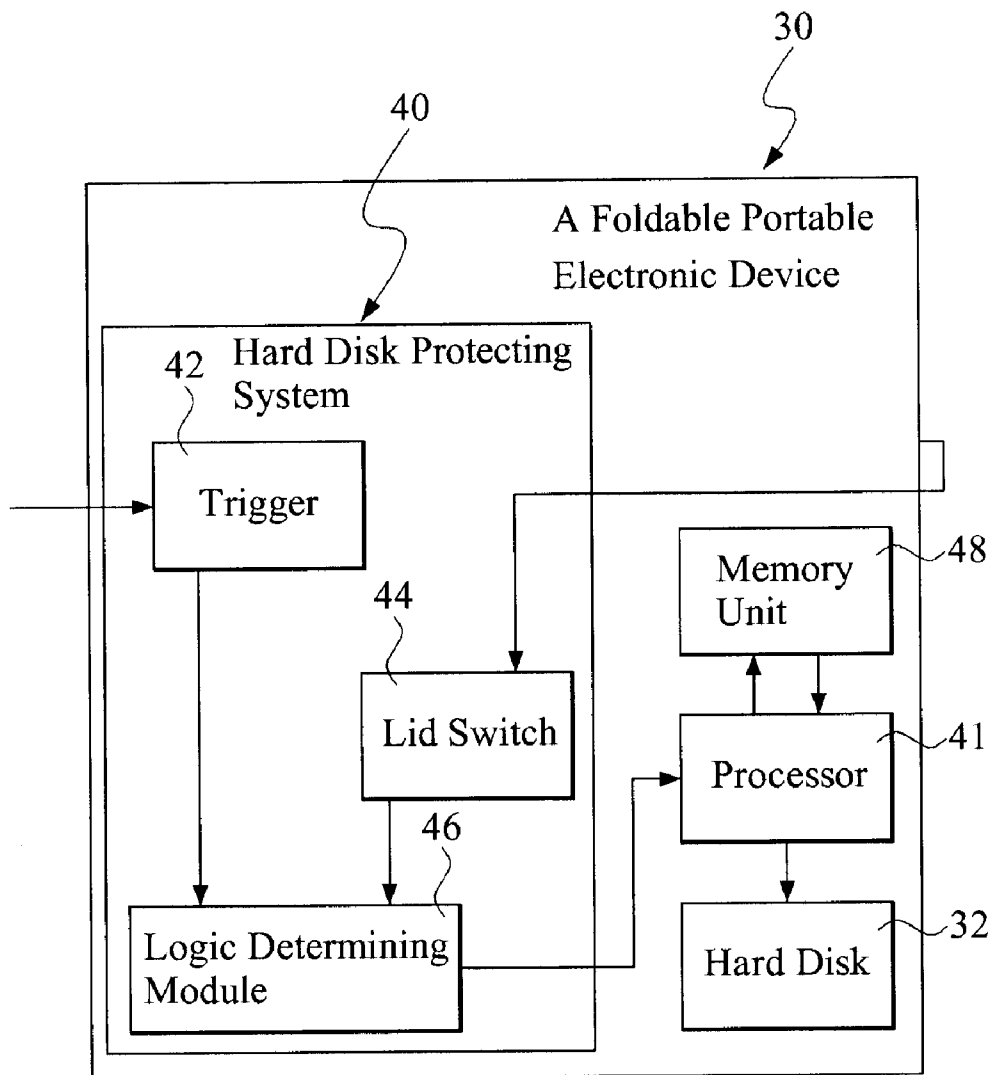 30
40
A Foldable Portable
Electronic Device
Hard Disk Protecting
System
42
Trigger
48
Memory
Unit
44
Lid Switch
41
Processor
46
Logic Determining
Module
32
Hard Disk